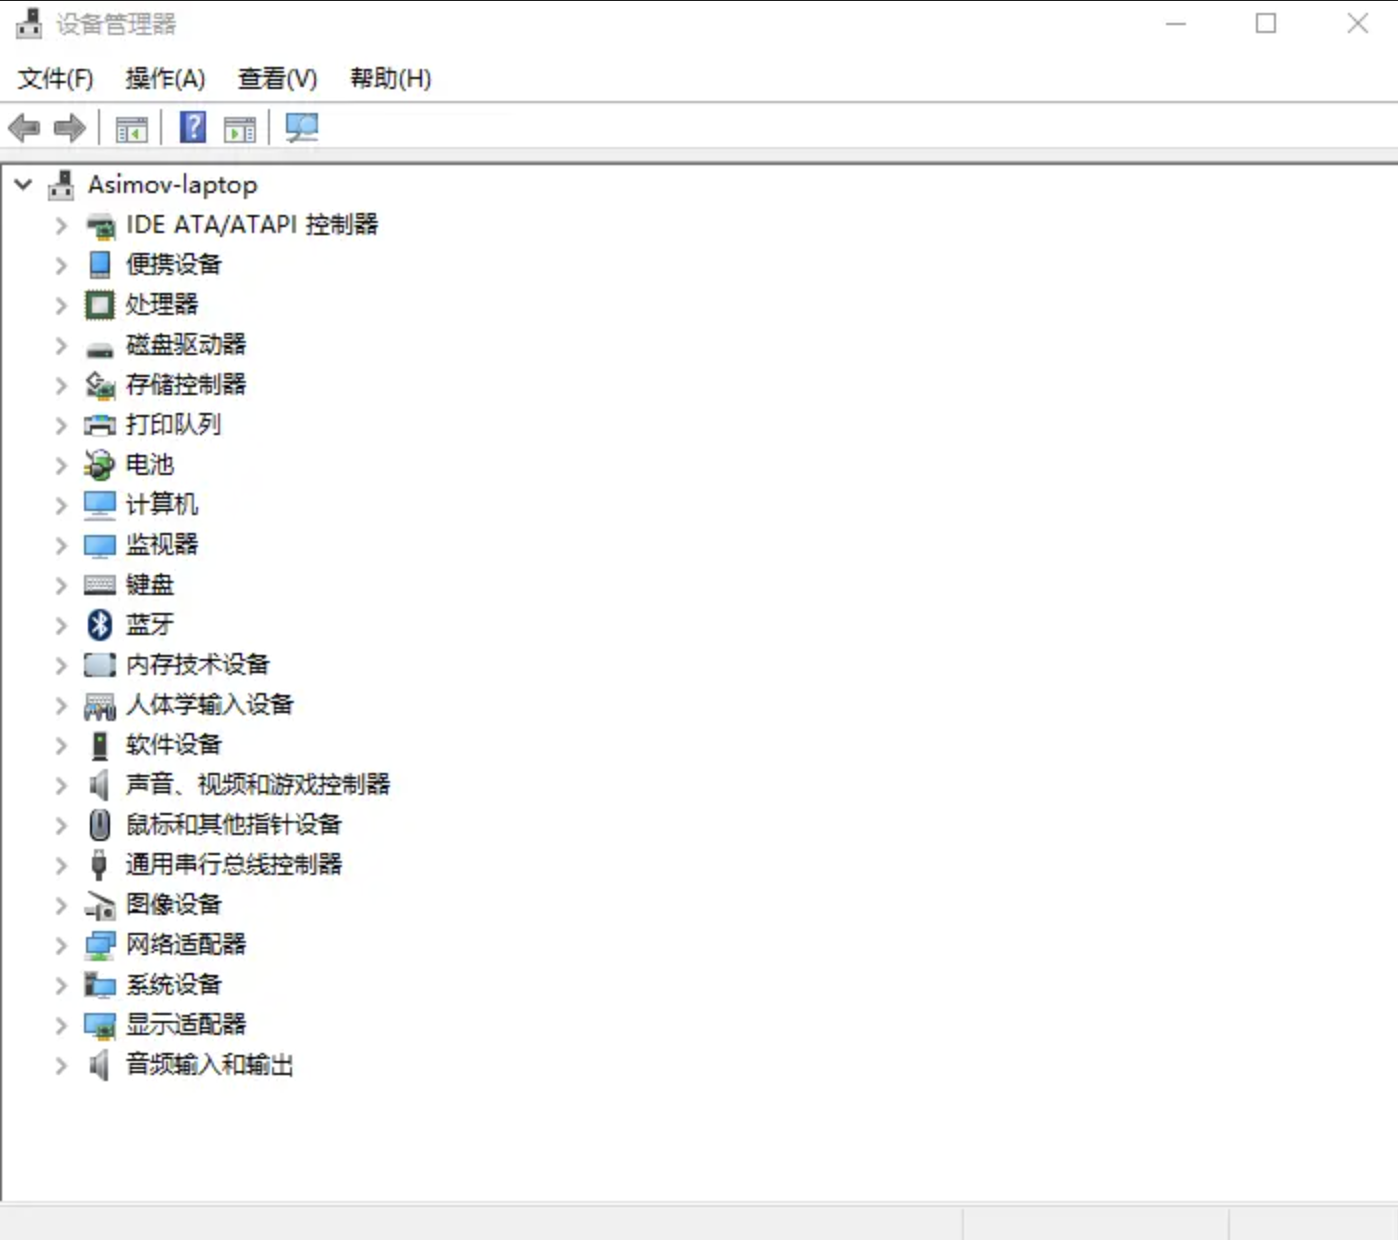 设备管理器
文件(F) 操作(A) 查看(V) 帮助(H)
Asimov-laptop
IDE ATA/ATAPI 控制器
便携设备
处理器
磁盘驱动器
存储控制器
打印队列
电池
计算机
监视器
键盘
蓝牙
内存技术设备
人体学输入设备
软件设备
声音、视频和游戏控制器
鼠标和其他指针设备
通用串行总线控制器
图像设备
网络适配器
系统设备
显示适配器
音频输入和输出